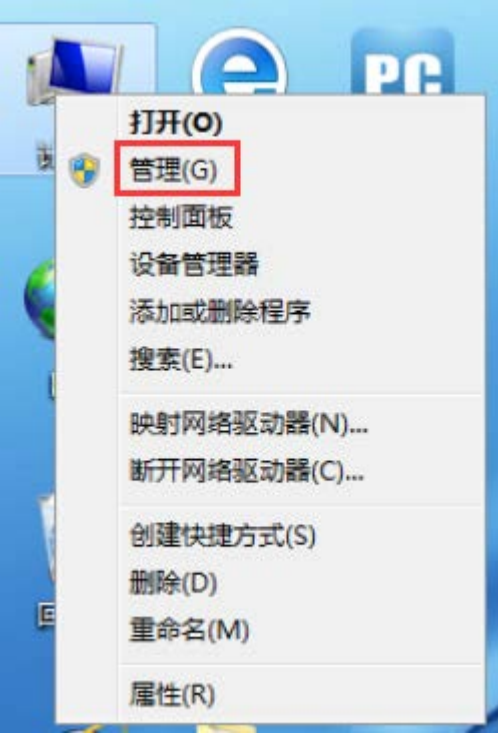 PC
打开(O)
管理(G)
控制面板
设备管理器
添加或删除程序
搜索(E)...
映射网络驱动器(N)...
断开网络驱动器(C)...
创建快捷方式(S)
删除(D)
重命名(M)
属性(R)